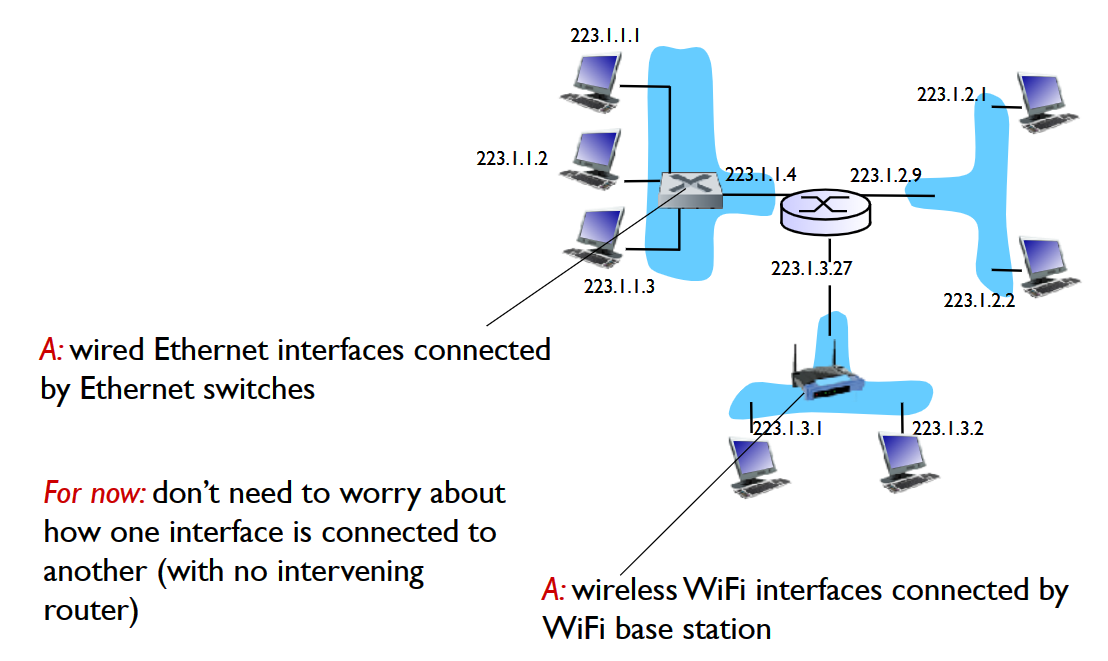 223.1.1.1
223.1.2.1
223.1.1.2
223.1.1.4
223.1.2.9
223.1.3.27
223.1.1.3
223.1.2.2
A: wired Ethernet interfaces connected
by Ethernet switches
223.1.3.1
223.1.3.2
For now: don’t need to worry about
how one interface is connected to
another (with no intervening
router)
A: wireless WiFi interfaces connected by
WiFi base station